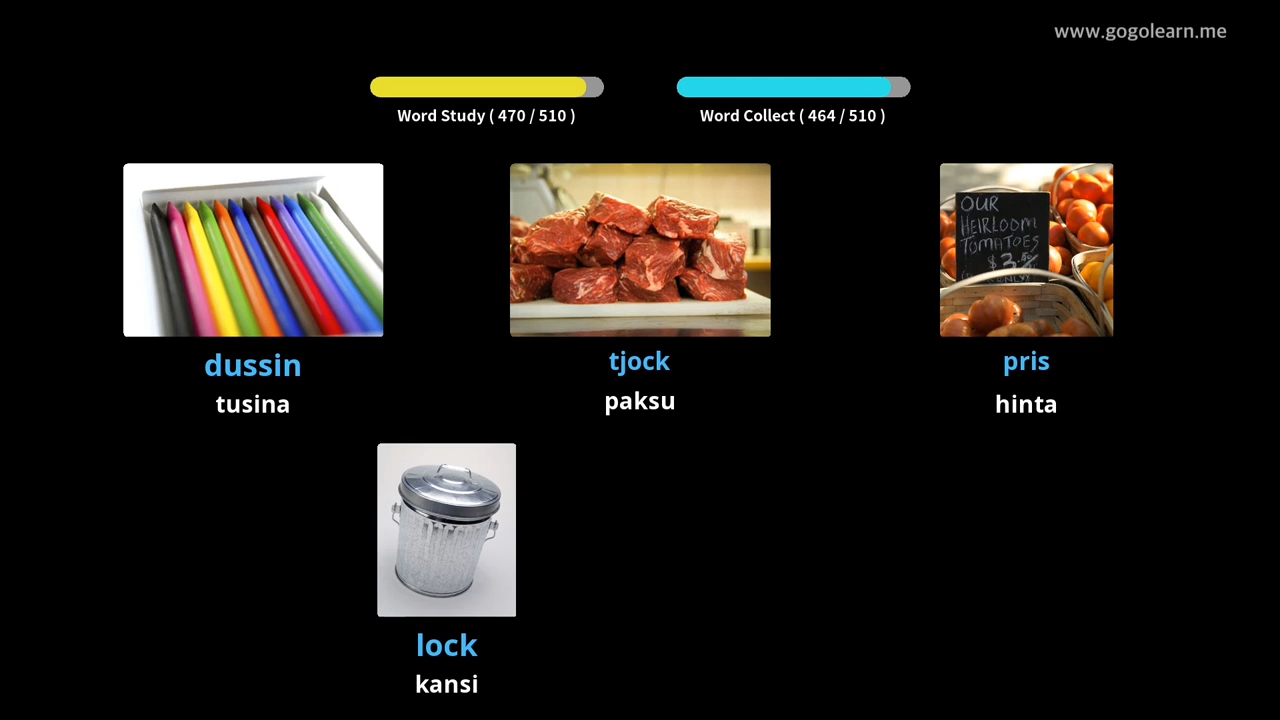 www.gogolearn.me
Word Study ( 470 / 510 )
Word Collect ( 464 / 510 )
OUR
HEIRLOOM
TOMATOES
dussin
tusina
tjock
paksu
pris
hinta
lock
kansi